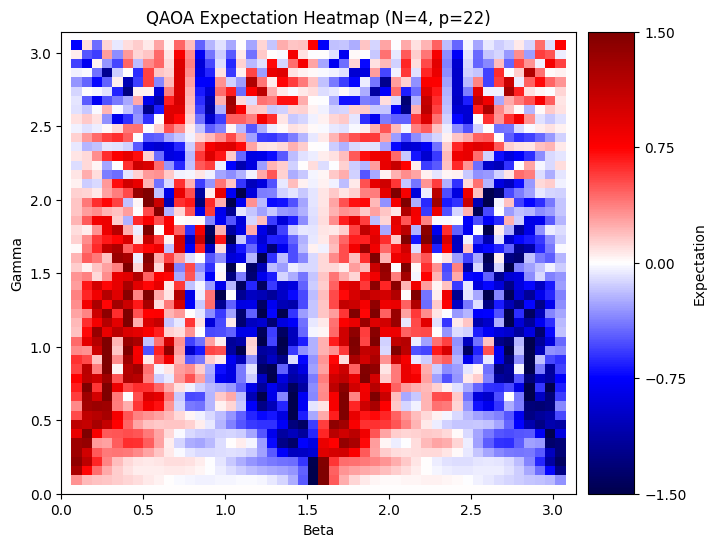 QAOA Expectation Heatmap (N=4, p=22)
Gamma
3.0
2.5
2.0
1.5
1.0
0.5
0.0
0.0 0.5 1.0 1.5 2.0 2.5 3.0
Beta
1.50
0.75
0.00
−0.75
−1.50
Expectation